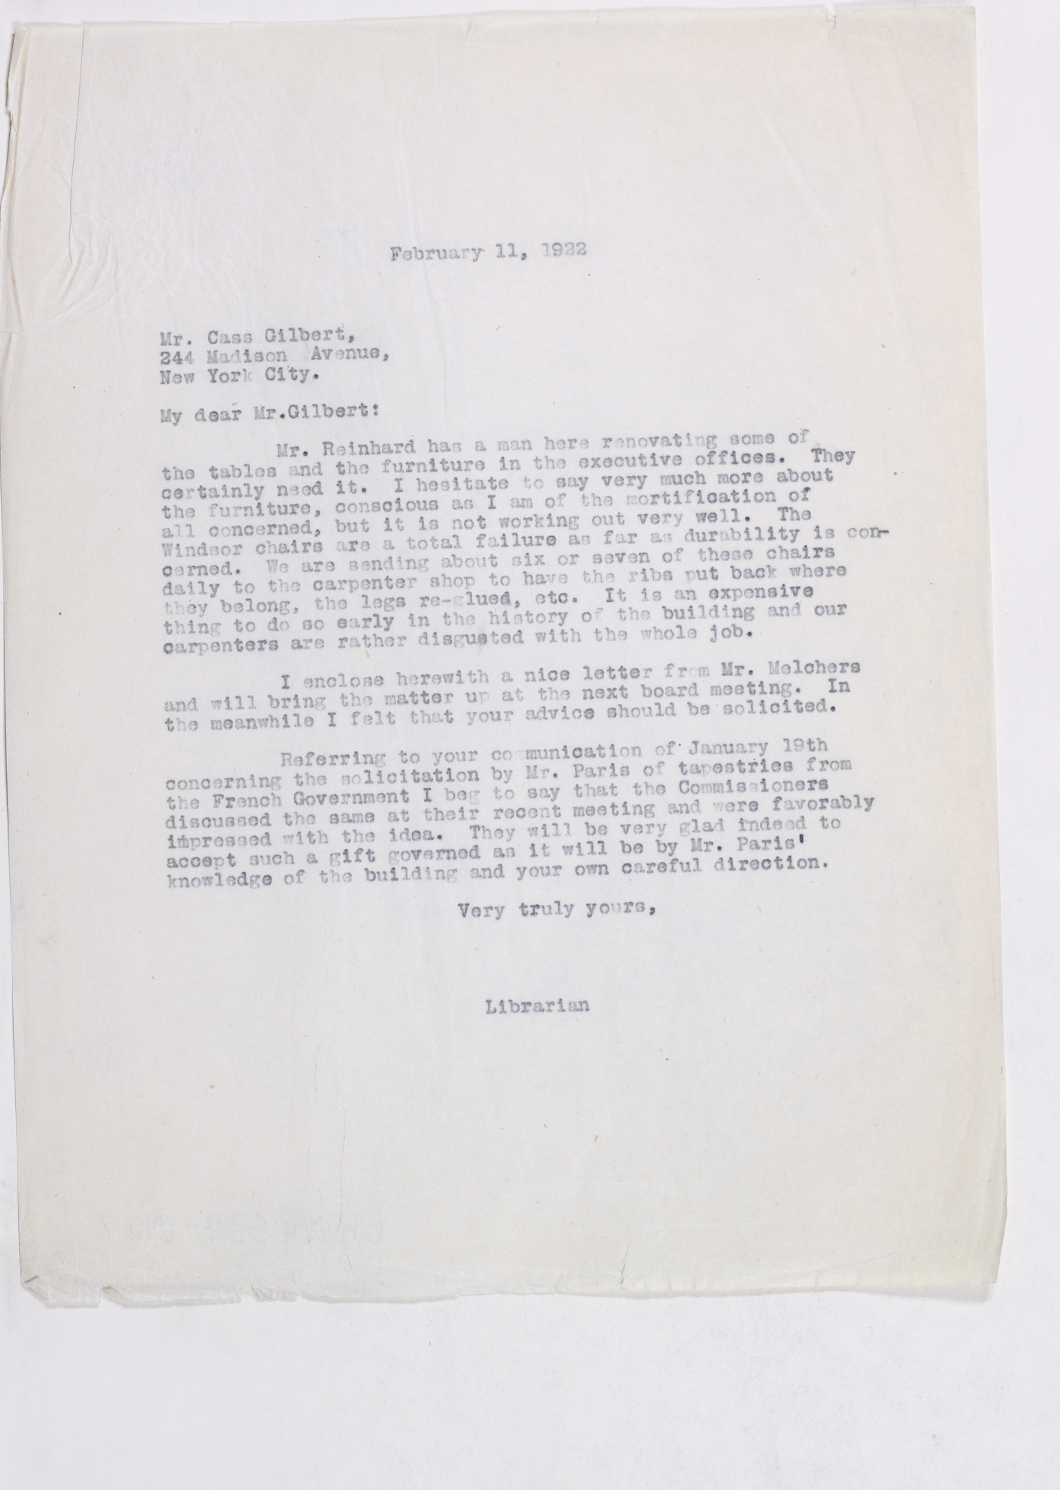 February 11, 1922
Mr. Cass Gilbert,
244 Madison Avenue,
New York City.
My dear Mr.Gilbert:
Mr. Reinhard has a man here renovating some of
the tables and the furniture in the executive offices. They
certainly need it. I hesitate to say very much more about
the furniture, conscious as I am of the mortification of
all concerned, but it is not working out very well. The
Windsor chairs are a total failure as far as durability is con-
cerned. We are sending about six or seven of these chairs
daily to the carpenter shop to have the ribs put back where
they belong, the legs re-glued, etc. It is an expensive
thing to do so early in the history of the building and our
carpenters are rather disgusted with the whole job.
I enclose herewith a nice letter from Mr. Melchers
and will bring the matter up at the next board meeting. In
the meanwhile I felt that your advice should be solicited.
Referring to your communication of January 19th
concerning the solicitation by Mr. Paris of tapestries from
the French Government I beg to say that the Commissioners
discussed the same at their recent meeting and were favorably
impressed with the idea. They will be very glad indeed to
accept such a gift governed as it will be by Mr. Paris'
knowledge of the building and your own careful direction.
Very truly yours,
Librarian